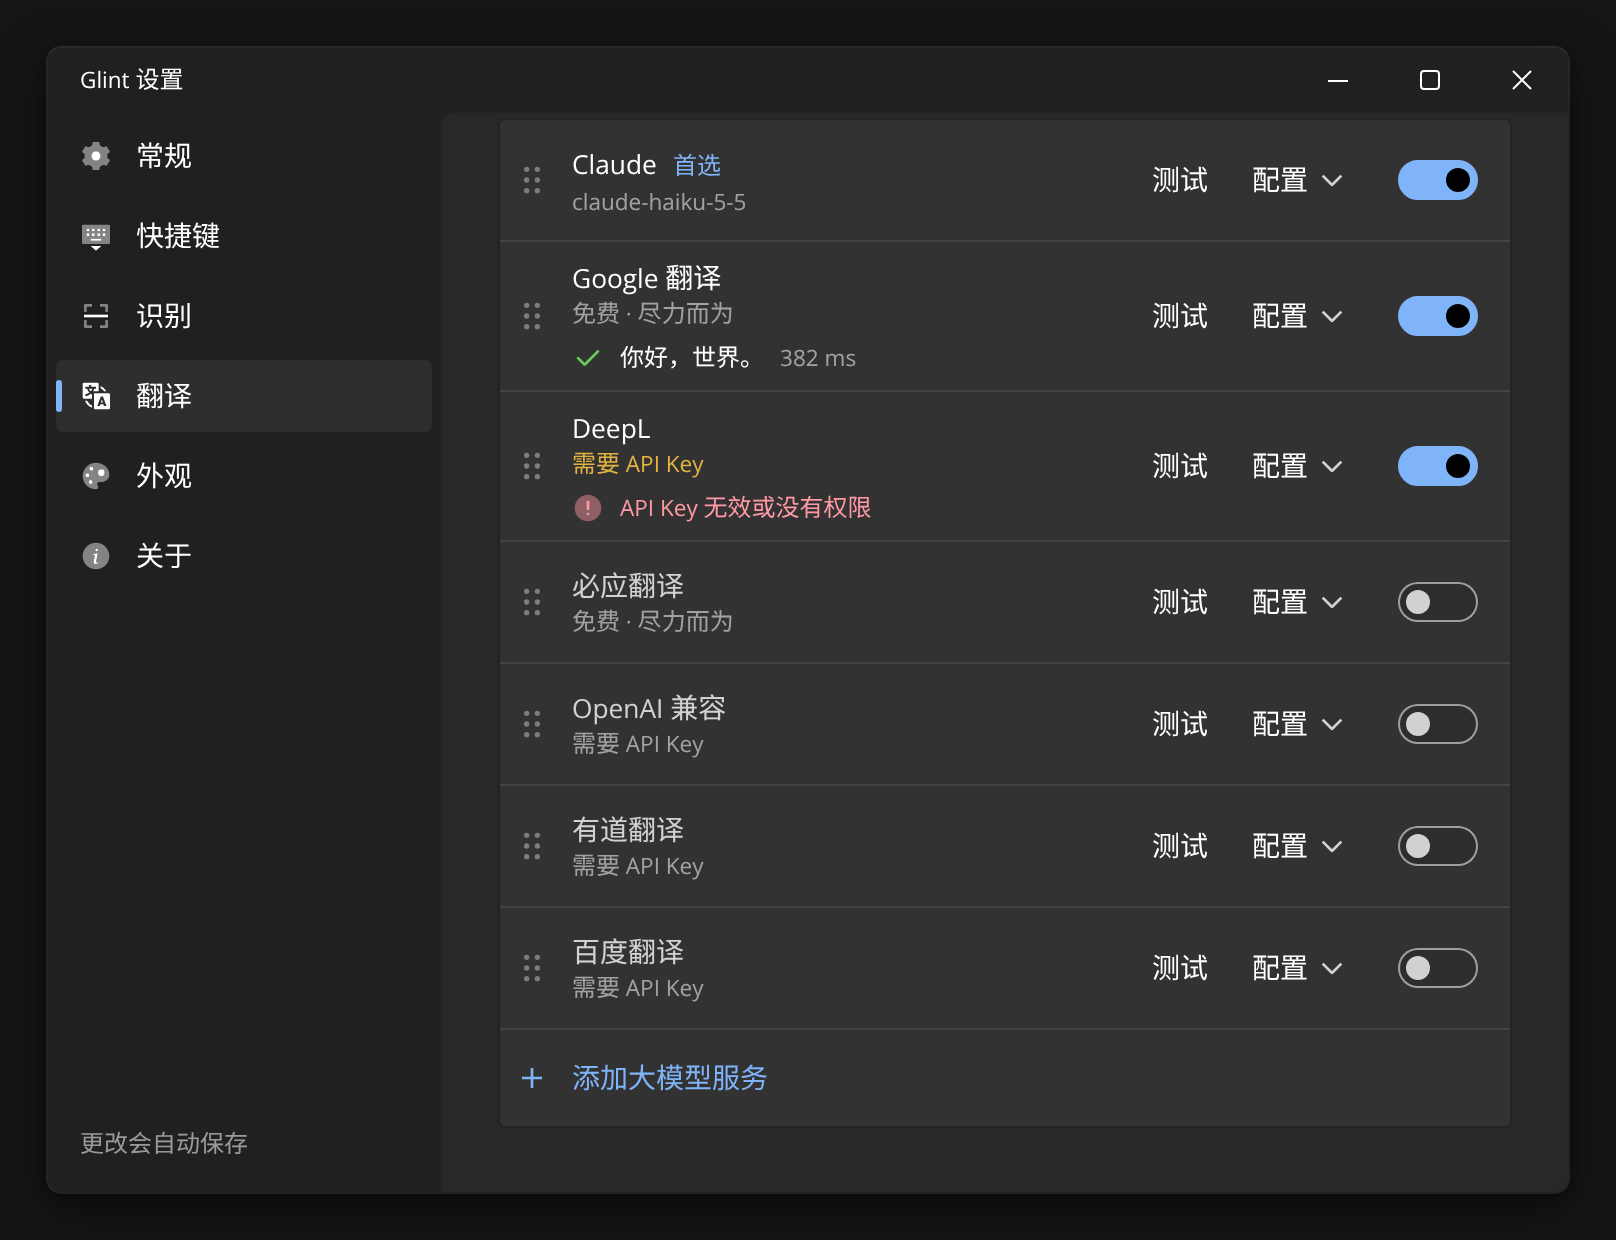 Glint 设置
常规
快捷键
识别
翻译
外观
关于
更改会自动保存
Claude 首选
claude-haiku-5-5
测试 配置
Google 翻译
免费 · 尽力而为
你好，世界。 382 ms
测试 配置
DeepL
需要 API Key
API Key 无效或没有权限
测试 配置
必应翻译
免费 · 尽力而为
测试 配置
OpenAI 兼容
需要 API Key
测试 配置
有道翻译
需要 API Key
测试 配置
百度翻译
需要 API Key
测试 配置
添加大模型服务